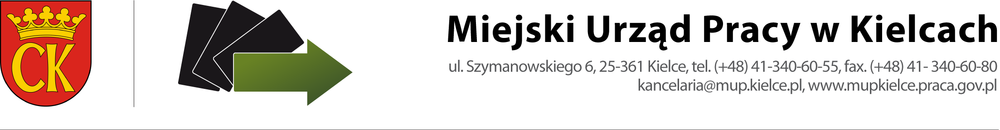 CK
Miejski Urząd Pracy w Kielcach
ul. Szymanowskiego 6, 25-361 Kielce, tel. (+48) 41-340-60-55, fax. (+48) 41- 340-60-80
kancelaria@mup.kielce.pl, www.mupkielce.praca.gov.pl